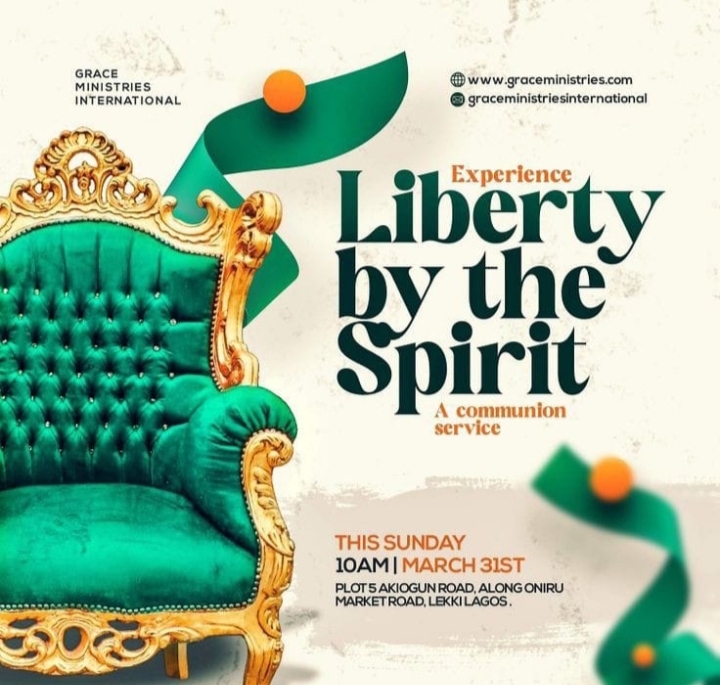 GRACE
MINISTRIES
INTERNATIONAL
www.graceministries.com
graceministriesinternational
Experience
Liberty
by the
Spirit
A communion
service
THIS SUNDAY
10AM | MARCH 31ST
PLOT 5 AKIOGUN ROAD, ALONG ONIRU
MARKET ROAD, LEKKI LAGOS.